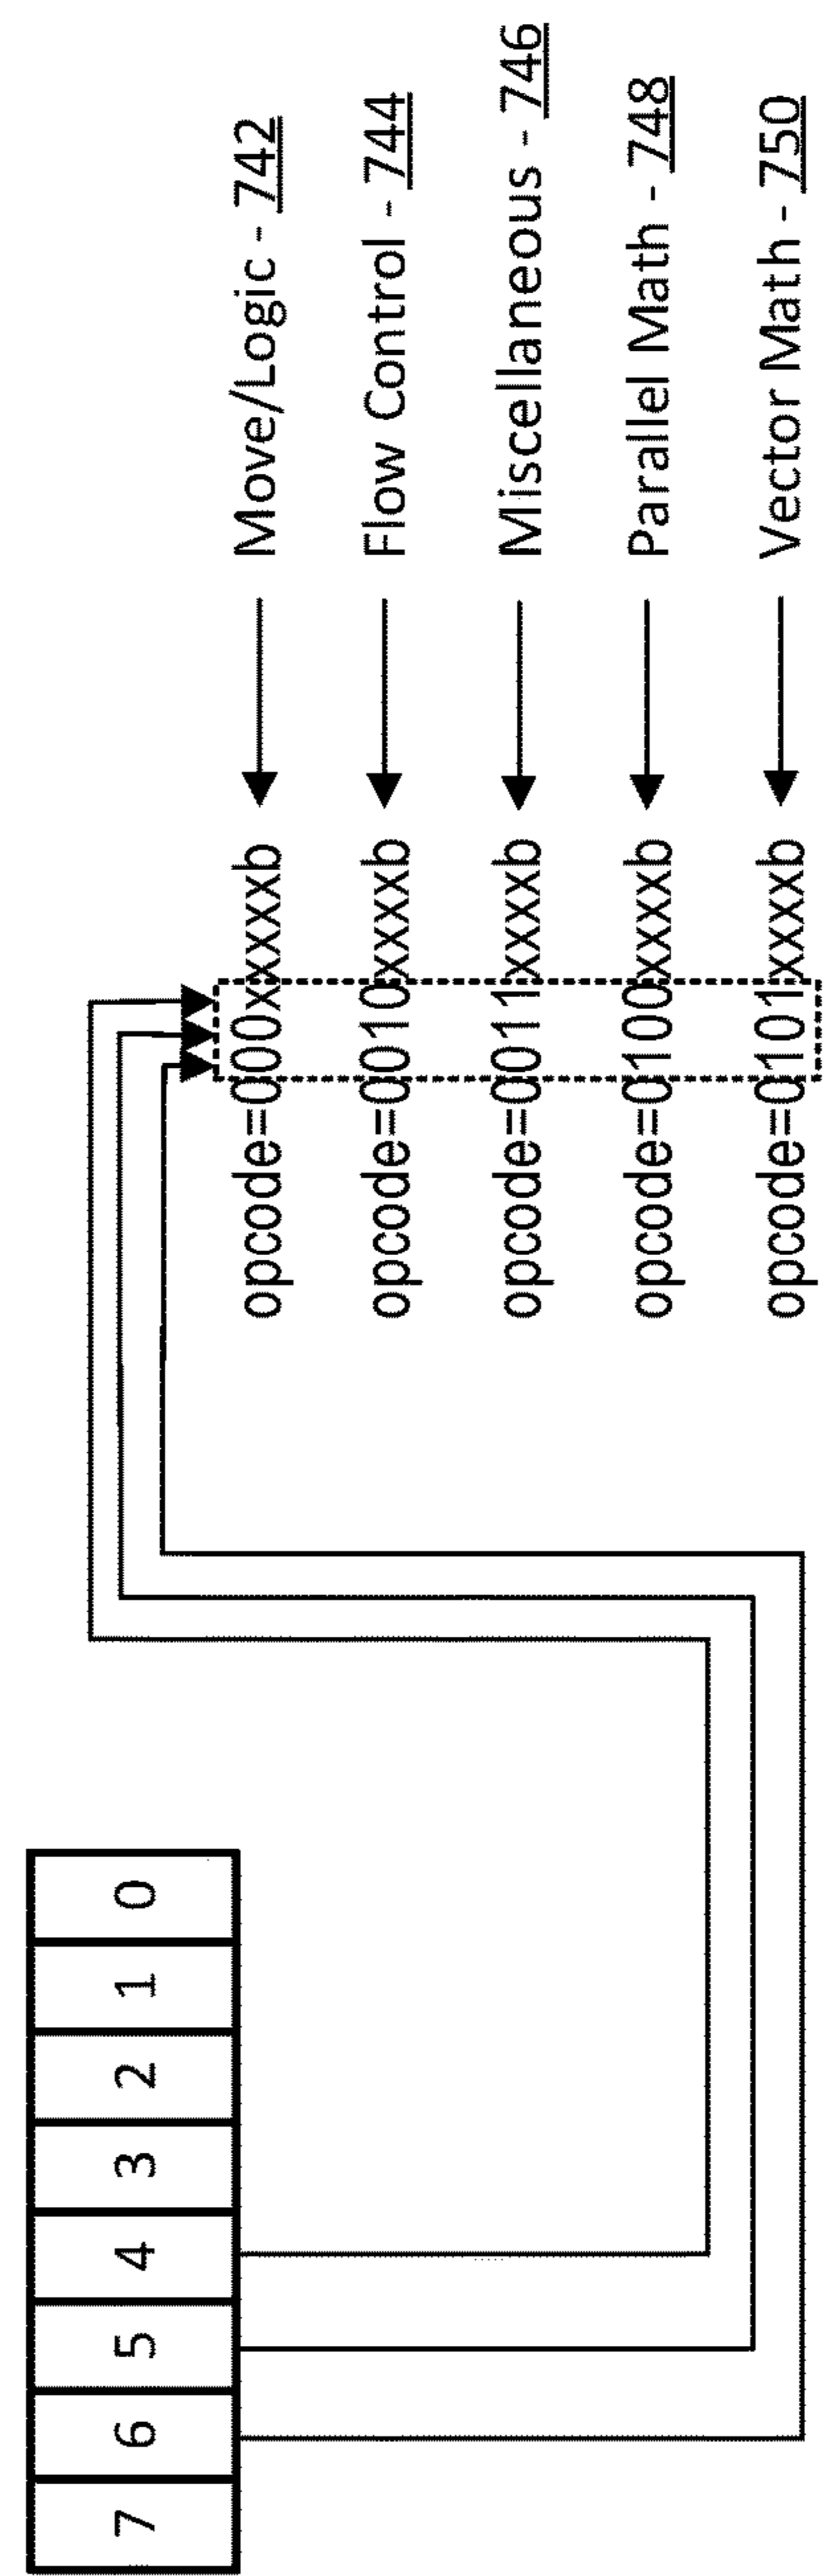 7 6 5 4 3 2 1 0
opcode=000xxxxxb Move/Logic - 742
opcode=0010xxxxb Flow Control - 744
opcode=0011xxxxb Miscellaneous - 746
opcode=0100xxxxb Parallel Math - 748
opcode=0101xxxxb Vector Math - 750